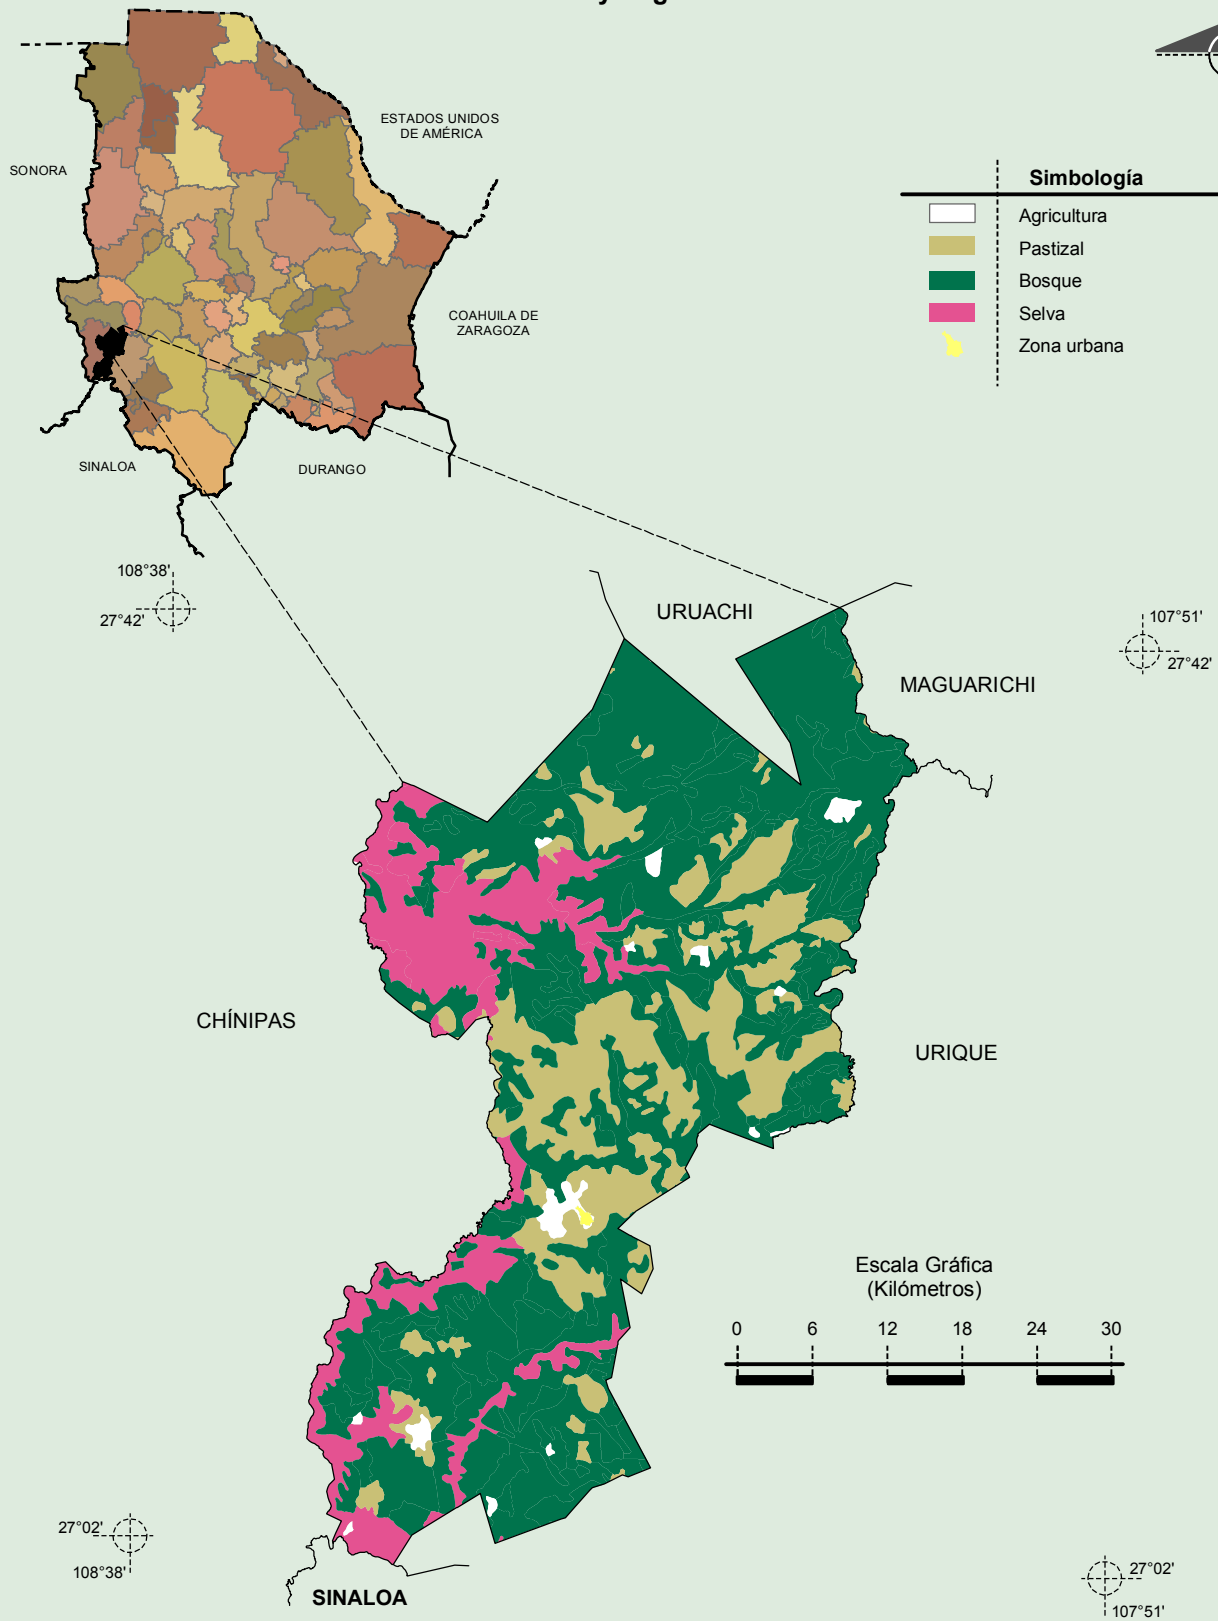 ESTADOS UNIDOS
DE AMÉRICA
SONORA
Simbología
Agricultura
Pastizal
Bosque
Selva
Zona urbana
COAHUILA DE
ZARAGOZA
SINALOA
DURANGO
108°38'
27°42'
URUACHI
107°51'
27°42'
MAGUARICHI
CHÍNIPAS
URIQUE
Escala Gráfica
(Kilómetros)
0 6 12 18 24 30
27°02'
108°38'
SINALOA
27°02'
107°51'